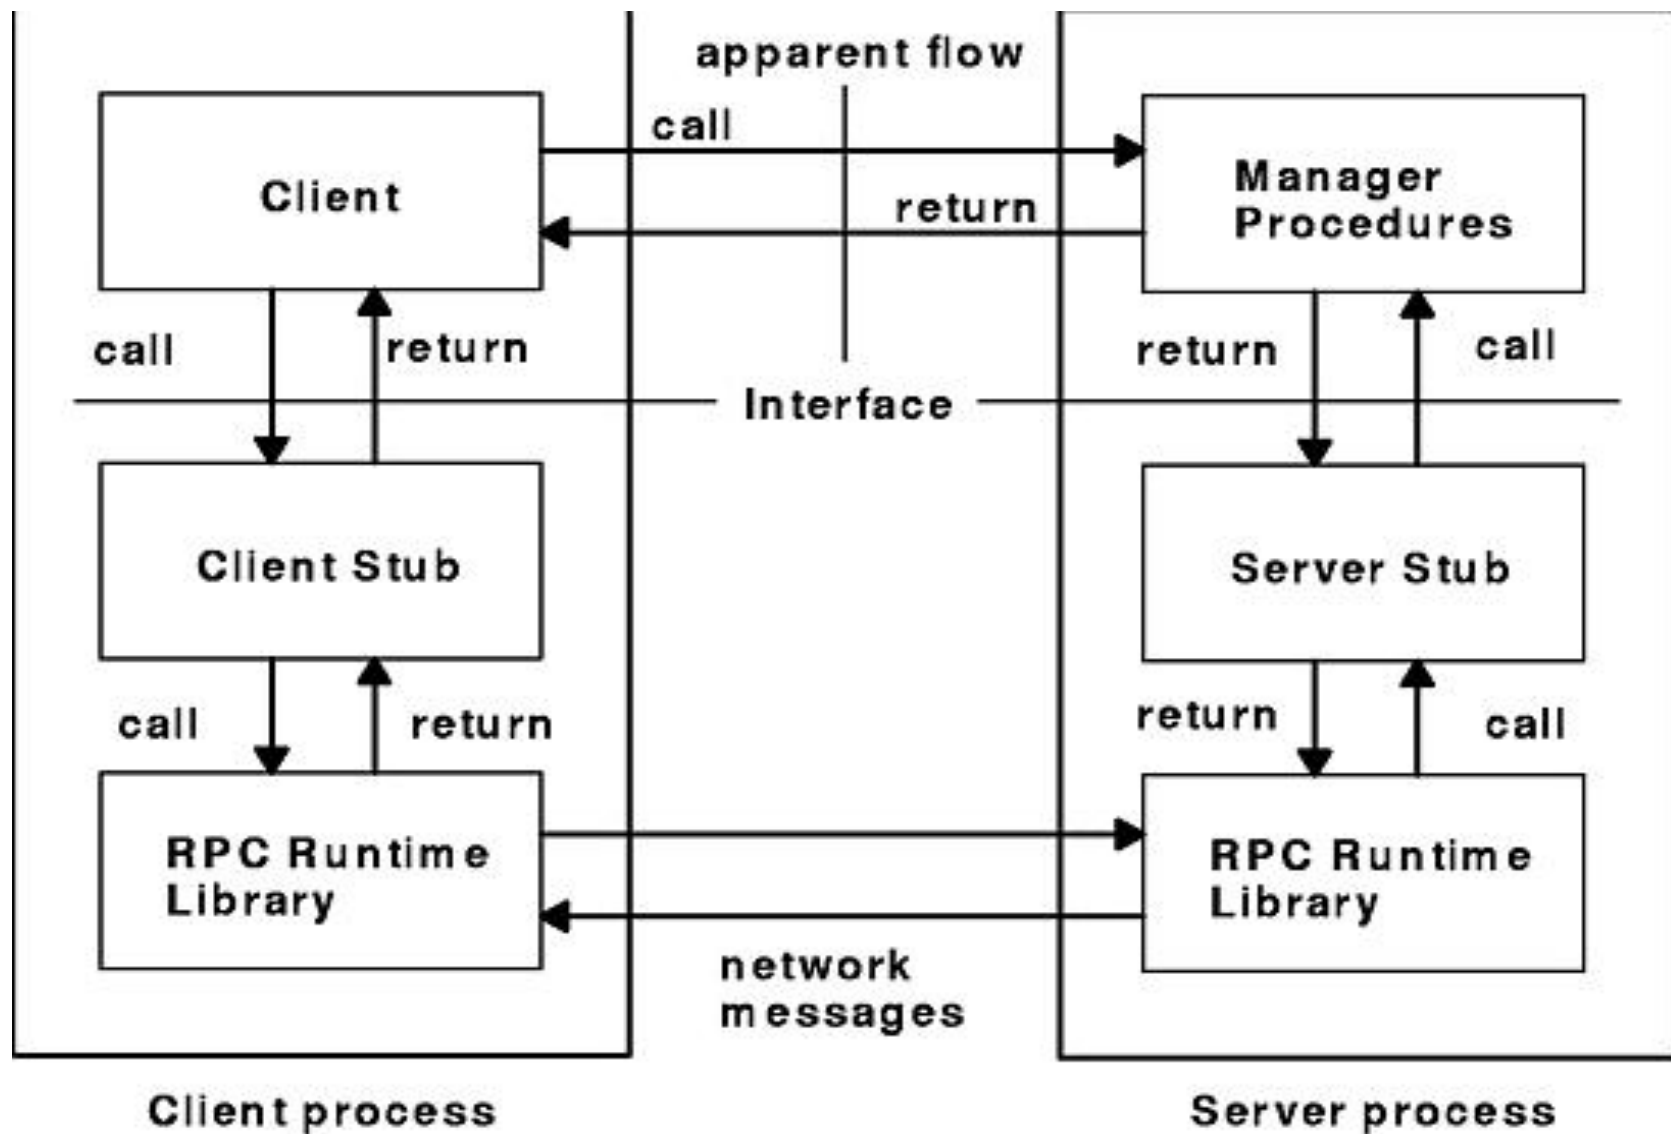 apparent flow
call
Client
Manager
Procedures
return
call
return
return
call
Interface
Client Stub
Server Stub
call
return
return
call
RPC Runtime
Library
RPC Runtime
Library
network
messages
Client process
Server process